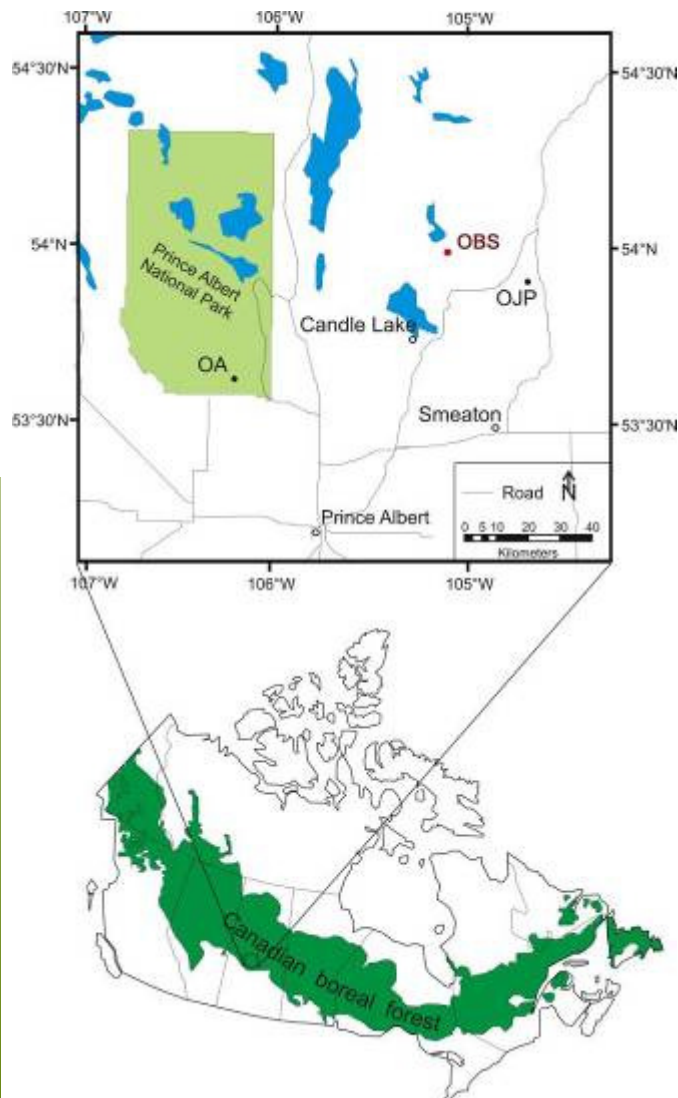 107°W 106°W 105°W
54°30'N 54°30'N
54°N 54°N
OBS
Prince Albert
National Park
OJP
Candle Lake
OA
Smeaton
53°30'N 53°30'N
Road N
Prince Albert
0 5 10 20 30 40
Kilometers
107°W 106°W 105°W
Canadian boreal forest